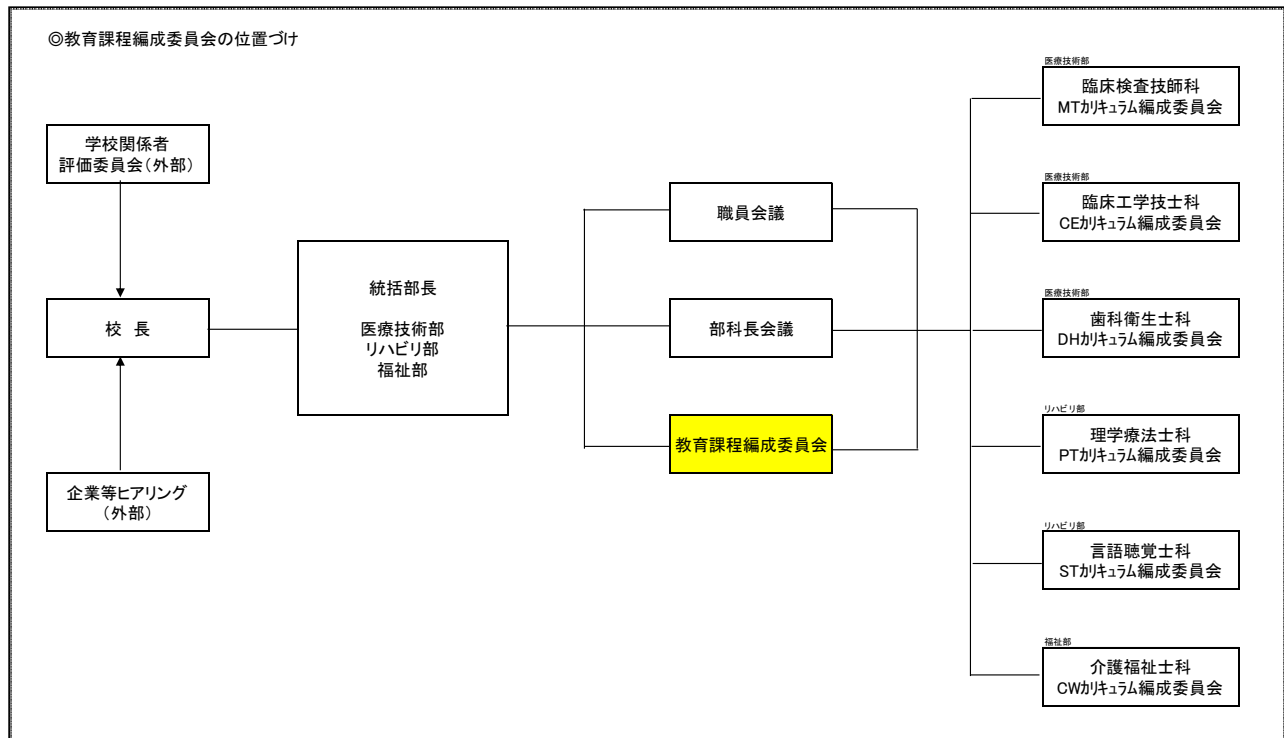 ◎教育課程編成委員会の位置づけ
学校関係者
評価委員会(外部)
校 長
企業等ヒアリング
(外部)
統括部長
医療技術部
リハビリ部
福祉部
職員会議
部科長会議
教育課程編成委員会
医療技術部
臨床検査技師科
MTカリキュラム編成委員会
医療技術部
臨床工学技士科
CEカリキュラム編成委員会
医療技術部
歯科衛生士科
DHカリキュラム編成委員会
リハビリ部
理学療法士科
PTカリキュラム編成委員会
リハビリ部
言語聴覚士科
STカリキュラム編成委員会
福祉部
介護福祉士科
CWカリキュラム編成委員会